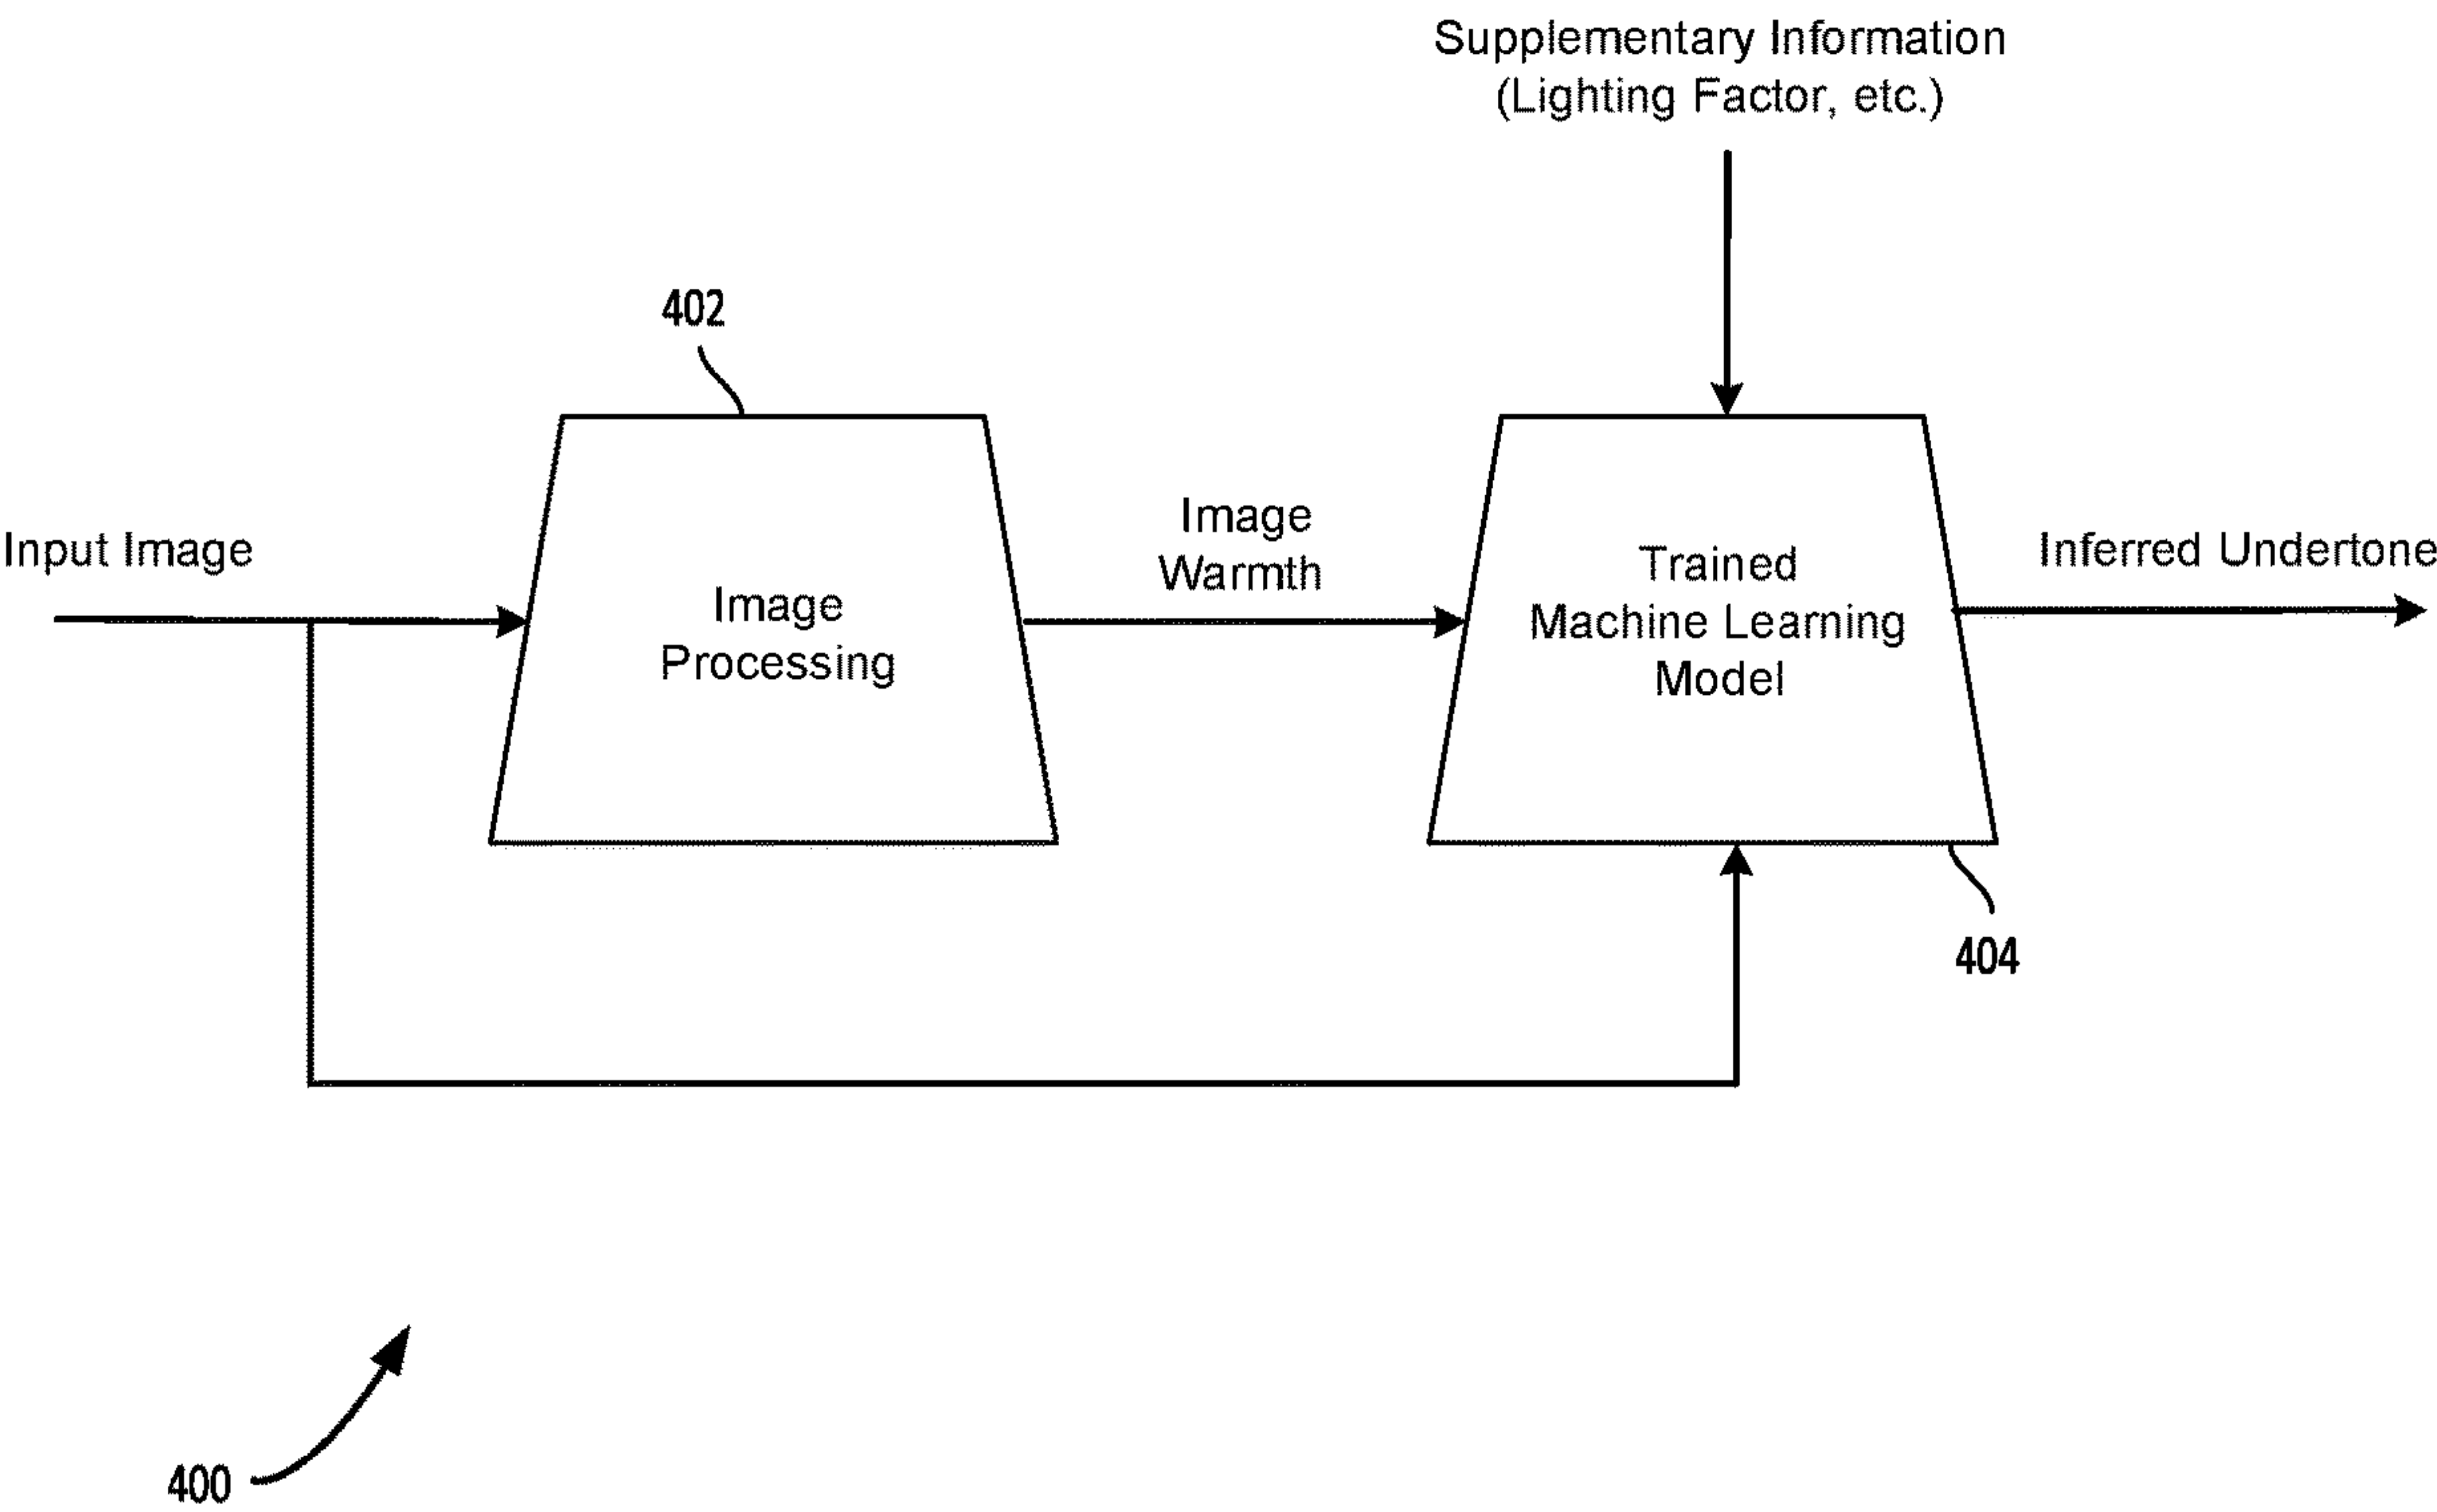 Supplementary Information
(Lighting Factor, etc.)
402
Input Image
Image
Processing
Image
Warmth
Trained
Machine Learning
Model
Inferred Undertone
404
400